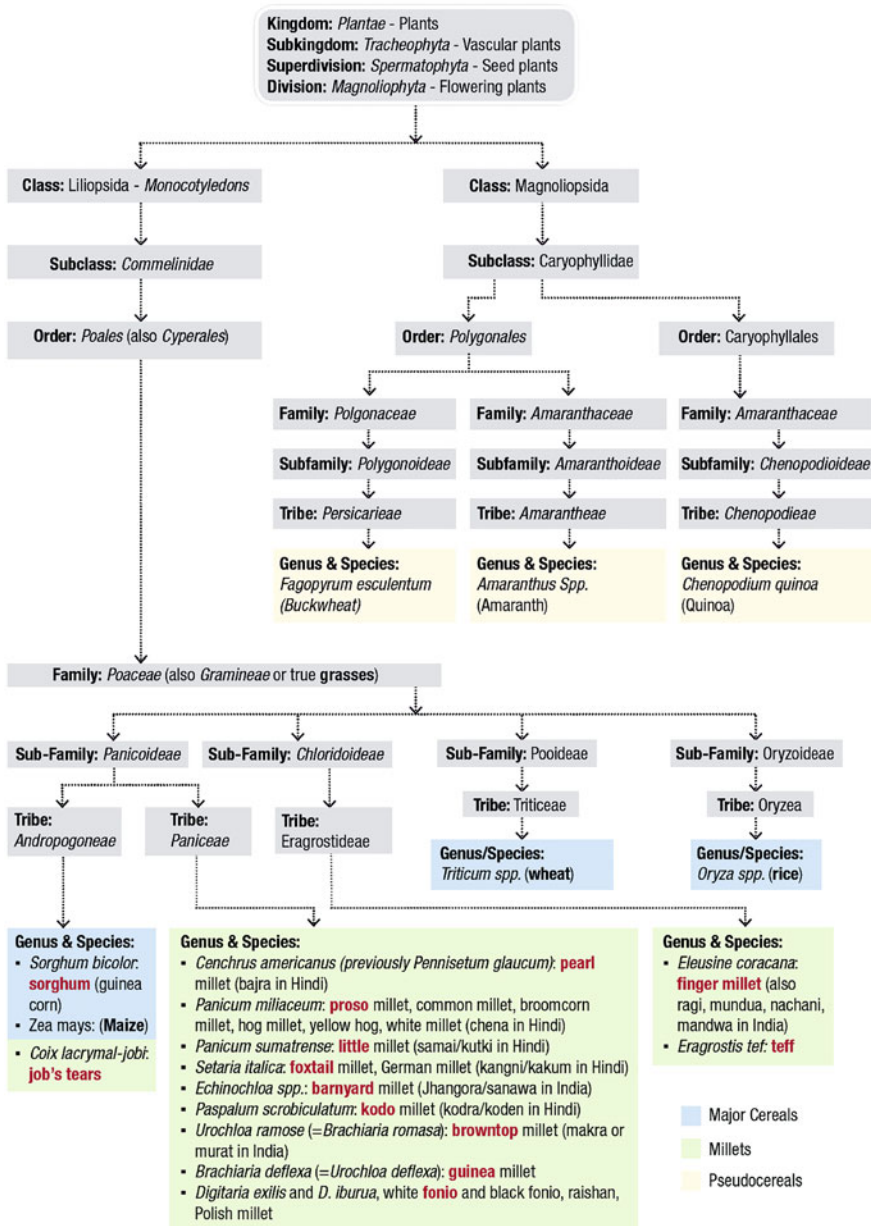 Kingdom: Plantae - Plants
Subkingdom: Tracheophyta - Vascular plants
Superdivision: Spermatophyta - Seed plants
Division: Magnoliophyta - Flowering plants
Class: Liliopsida - Monocotyledons
Class: Magnoliopsida
Subclass: Commelinidae
Subclass: Caryophyllidae
Order: Poales (also Cyperales)
Order: Polygonales
Order: Caryophyllales
Family: Polgonaceae
Family: Amaranthaceae
Family: Amaranthaceae
Subfamily: Polygonoideae
Subfamily: Amaranthoideae
Subfamily: Chenopodioideae
Tribe: Persicarieae
Tribe: Amarantheae
Tribe: Chenopodieae
Genus & Species:
Fagopyrum esculentum
(Buckwheat)
Genus & Species:
Amaranthus Spp.
(Amaranth)
Genus & Species:
Chenopodium quinoa
(Quinoa)
Family: Poaceae (also Gramineae or true grasses)
Sub-Family: Panicoideae
Sub-Family: Chloridoideae
Sub-Family: Pooideae
Sub-Family: Oryzoideae
Tribe:
Andropogoneae
Tribe:
Paniceae
Tribe:
Eragrostideae
Tribe: Triticeae
Tribe: Oryzea
Genus/Species:
Triticum spp. (wheat)
Genus/Species:
Oryza spp. (rice)
Genus & Species:
▪ Sorghum bicolor:
sorghum (guinea
corn)
▪ Zea mays: (Maize)
▪ Coix lacrymal-jobi:
job's tears
Genus & Species:
▪ Cenchrus americanus (previously Pennisetum glaucum): pearl
millet (bajra in Hindi)
▪ Panicum miliaceum: proso millet, common millet, broomcorn
millet, hog millet, yellow hog, white millet (chena in Hindi)
▪ Panicum sumatrense: little millet (samai/kutki in Hindi)
▪ Setaria italica: foxtail millet, German millet (kangni/kakum in Hindi)
▪ Echinochloa spp.: barnyard millet (Jhangora/sanawa in India)
▪ Paspalum scrobiculatum: kodo millet (kodra/koden in Hindi)
▪ Urochloa ramose (=Brachiaria romasa): browntop millet (makra or
murat in India)
▪ Brachiaria deflexa (=Urochloa deflexa): guinea millet
▪ Digitaria exilis and D. iburua, white fonio and black fonio, raishan,
Polish millet
Genus & Species:
▪ Eleusine coracana:
finger millet (also
ragi, mundua, nachani,
mandwa in India)
▪ Eragrostis tef: teff
Major Cereals
Millets
Pseudocereals